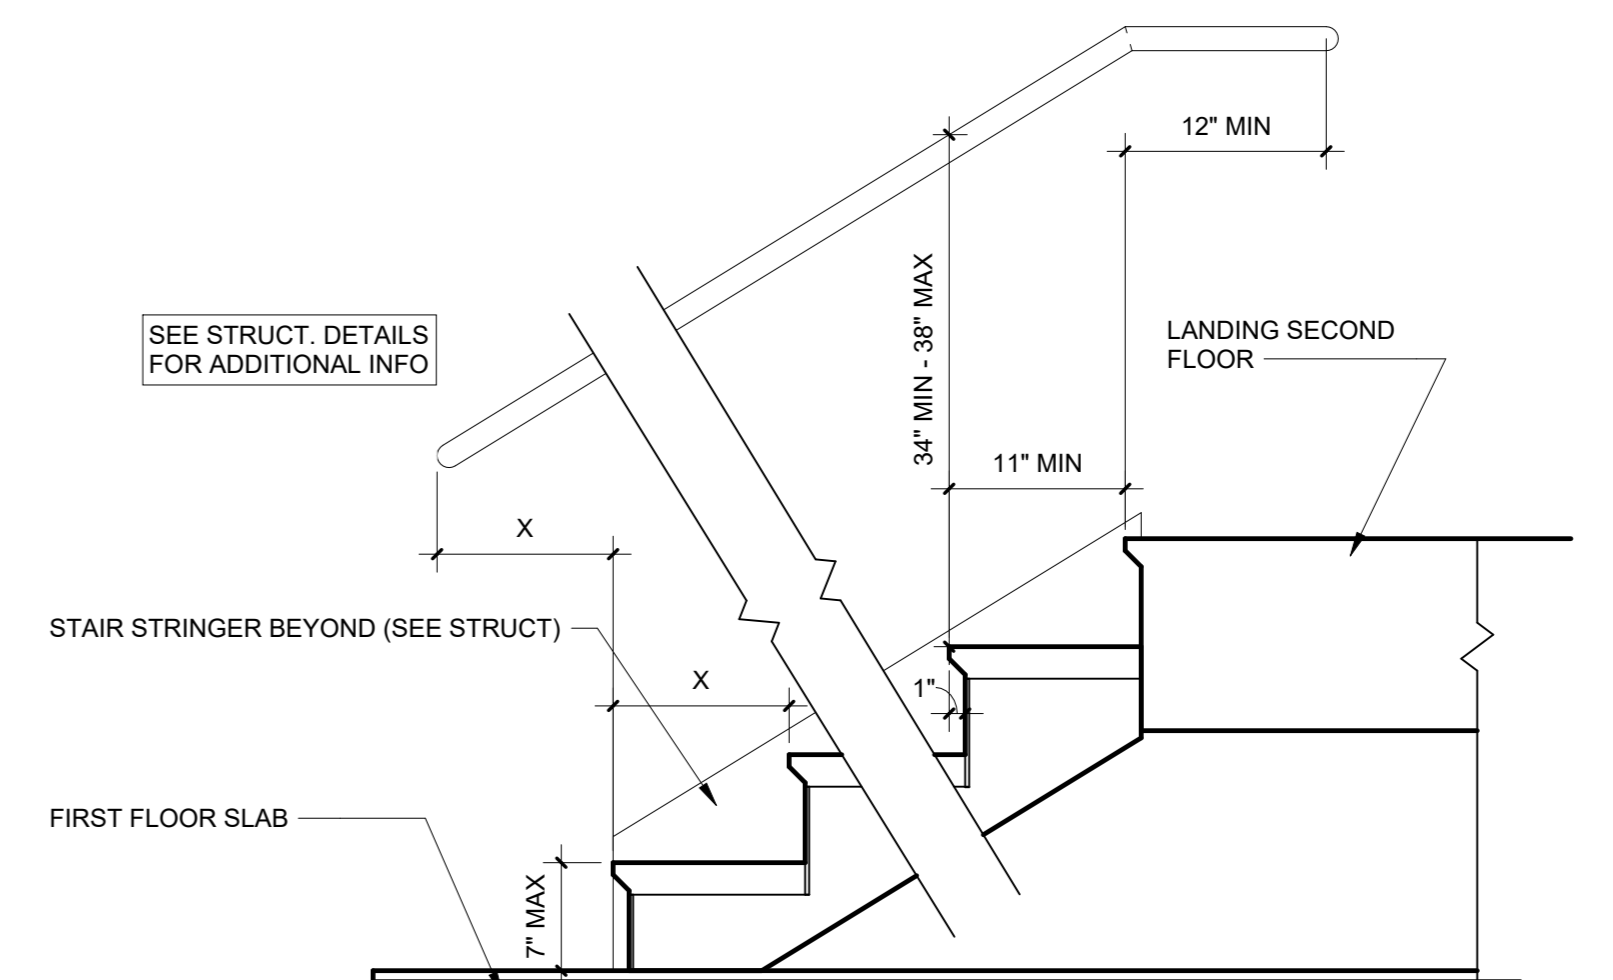 12" MIN
34" MIN - 38" MAX
SEE STRUCT. DETAILS
FOR ADDITIONAL INFO
LANDING SECOND
FLOOR
11" MIN
X
STAIR STRINGER BEYOND (SEE STRUCT)
X
1"
FIRST FLOOR SLAB
7" MAX